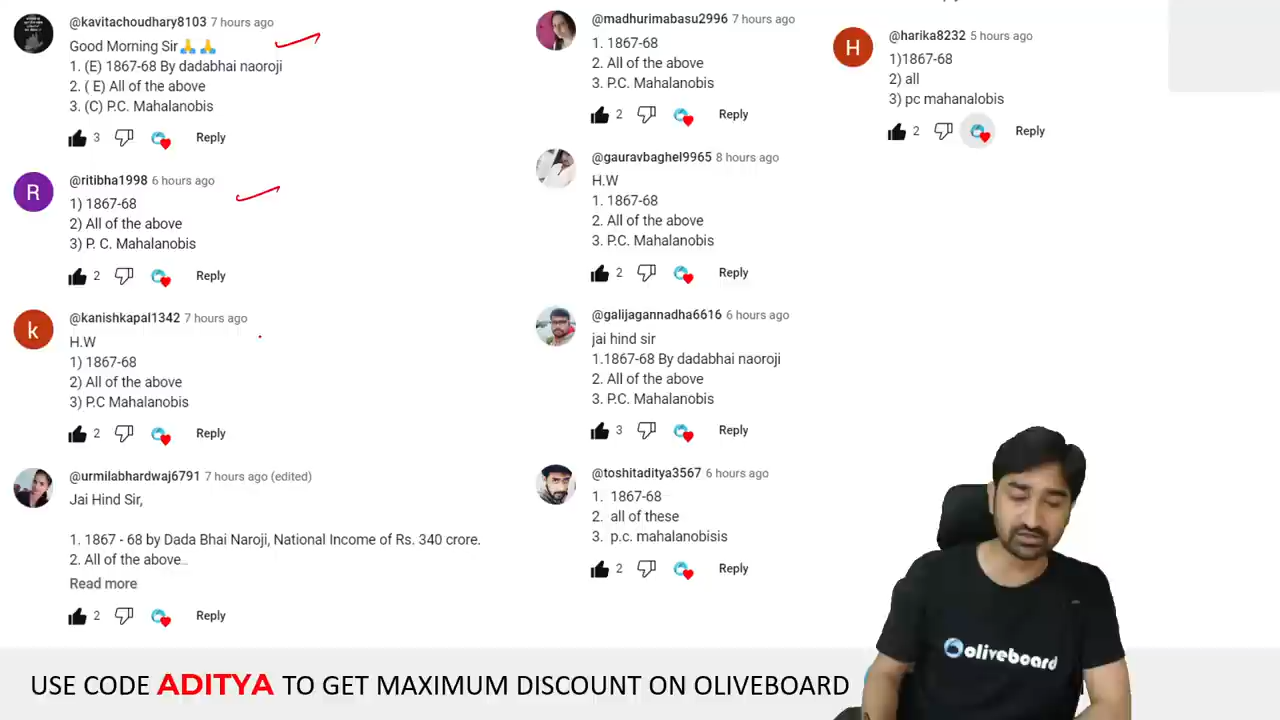 @kavitachoudhary8103 7 hours ago
Good Morning Sir🙏🙏
1. (E) 1867-68 By dadabhai naoroji
2. ( E) All of the above
3. (C) P.C. Mahalanobis
3 Reply
R
@ritibha1998 6 hours ago
1) 1867-68
2) All of the above
3) P. C. Mahalanobis
2 Reply
k
@kanishkapal1342 7 hours ago
H.W
1) 1867-68
2) All of the above
3) P.C Mahalanobis
2 Reply
@urmilabhardwaj6791 7 hours ago (edited)
Jai Hind Sir,
1. 1867 - 68 by Dada Bhai Naroji, National Income of Rs. 340 crore.
2. All of the above...
Read more
2 Reply
@madhurimabasu2996 7 hours ago
1. 1867-68
2. All of the above
3. P.C. Mahalanobis
2 Reply
@gauravbaghel9965 8 hours ago
H.W
1. 1867-68
2. All of the above
3. P.C. Mahalanobis
2 Reply
@galijagannadha6616 6 hours ago
jai hind sir
1.1867-68 By dadabhai naoroji
2. All of the above
3. P.C. Mahalanobis
3 Reply
@toshitaditya3567 6 hours ago
1. 1867-68
2. all of these
3. p.c. mahalanobisis
2 Reply
H
@harika8232 5 hours ago
1)1867-68
2) all
3) pc mahanalobis
2 Reply
oliveboard
USE CODE ADITYA TO GET MAXIMUM DISCOUNT ON OLIVEBOARD